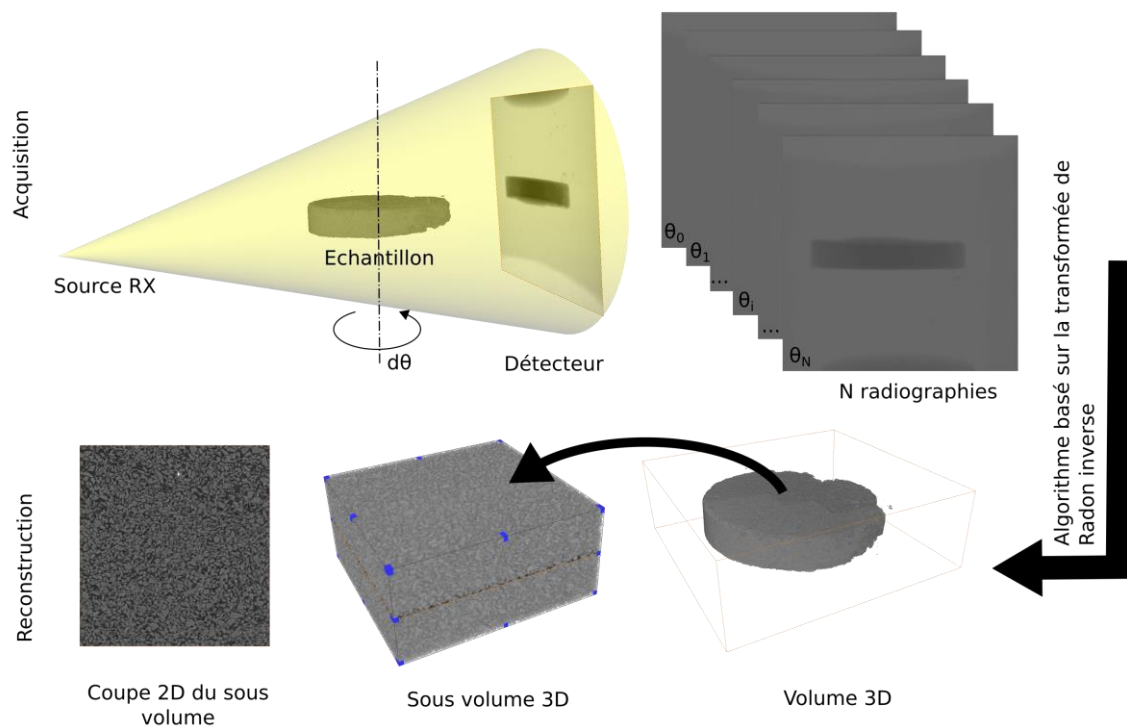 Acquisition
Source RX
Echantillon
dθ
Détecteur
θ0
θ1
...
θi
...
θN
N radiographies
Algorithme basé sur la transformée de
Radon inverse
Reconstruction
Coupe 2D du sous
volume
Sous volume 3D
Volume 3D